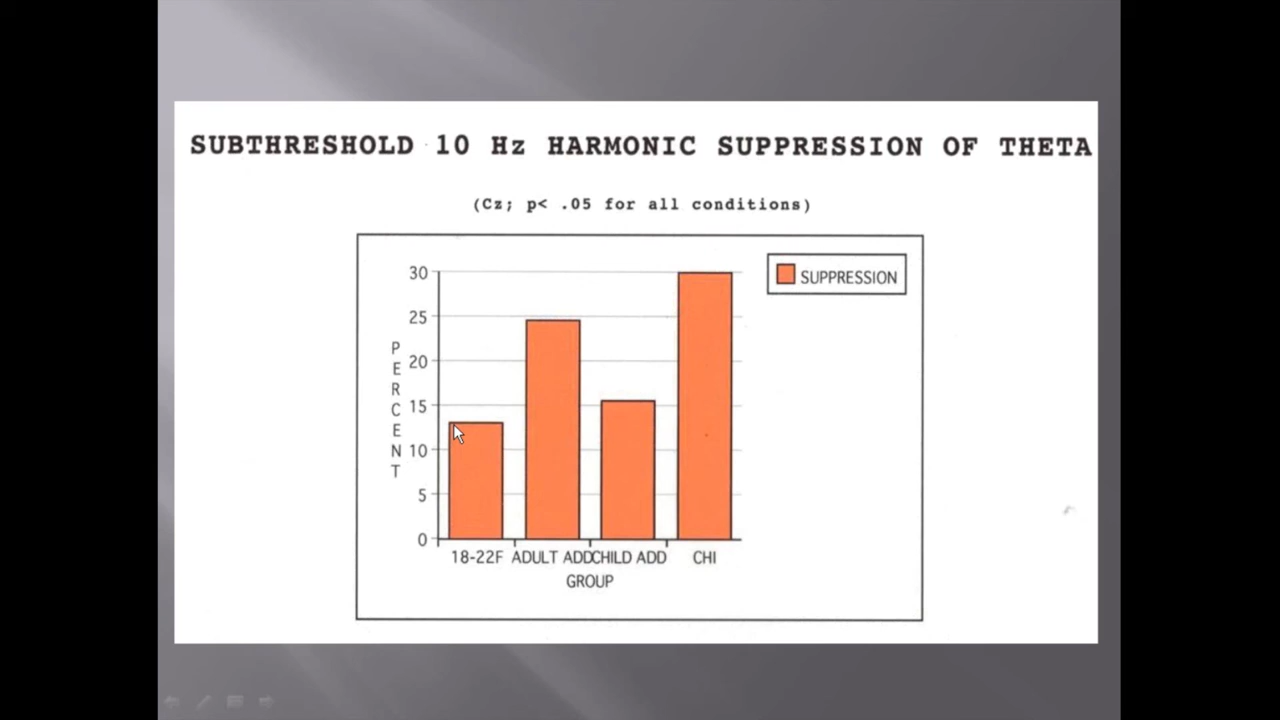 SUBTHRESHOLD 10 Hz HARMONIC SUPPRESSION OF THETA
(Cz; p< .05 for all conditions)
SUPPRESSION
30
25
20
15
10
5
0
PERCENT
18-22F ADULT ADD CHILD ADD CHI
GROUP